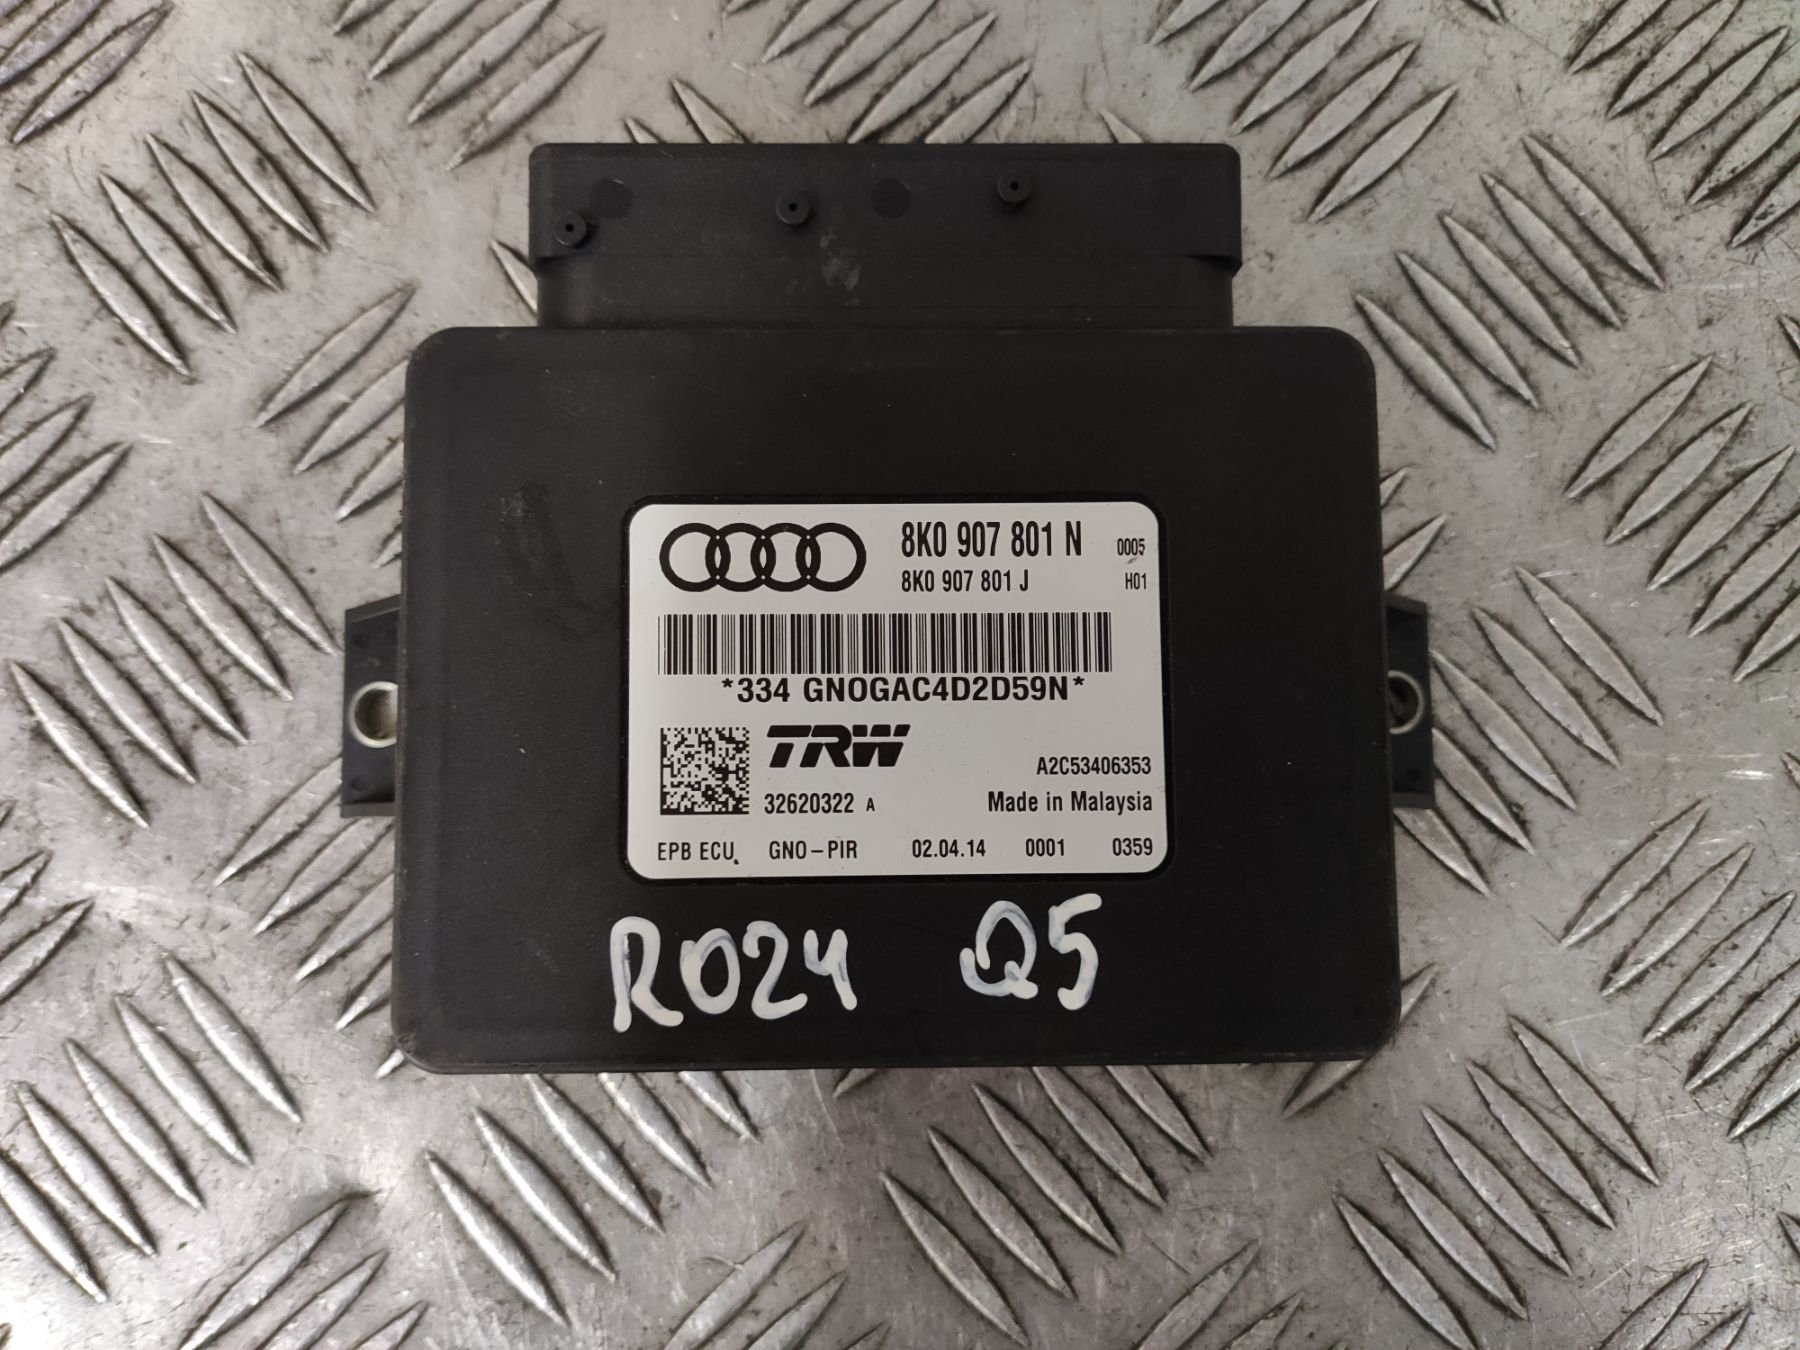 8K0 907 801 N 0005
8K0 907 801 J H01
*334 GNOGAC4D2D59N*
TRW
A2C53406353
32620322 A Made in Malaysia
EPB ECU. GNO-PIR 02.04.14 0001 0359
R024 Q5